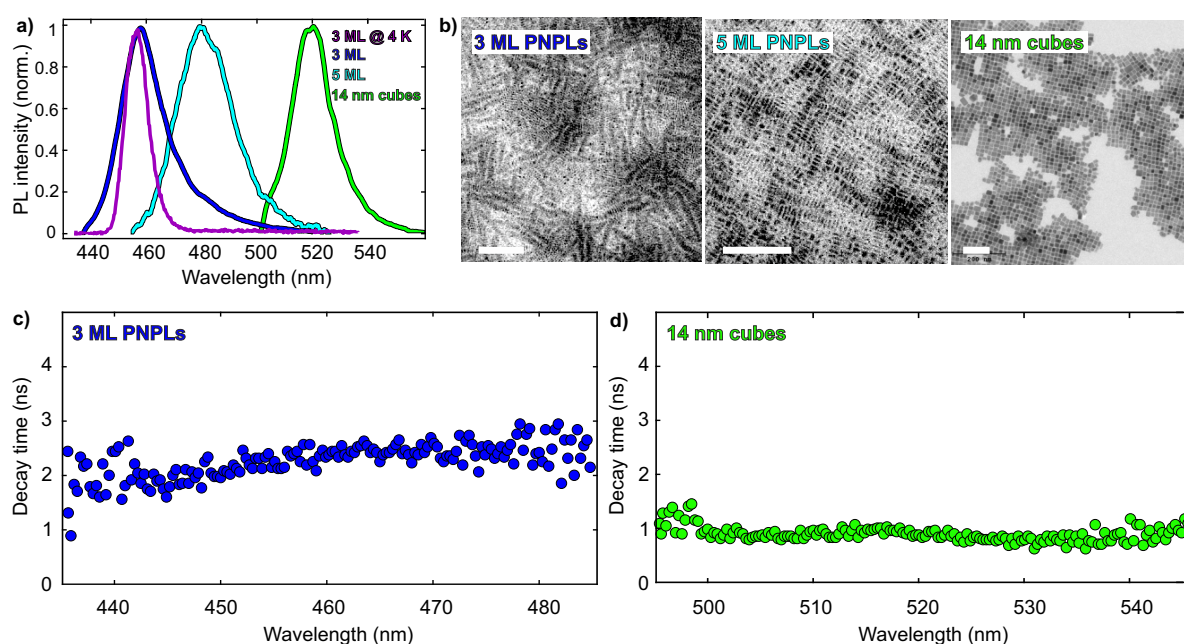 a)
3 ML @ 4 K
3 ML
5 ML
14 nm cubes
PL intensity (norm.)
1
0.8
0.6
0.4
0.2
0
440 460 480 500 520 540
Wavelength (nm)
b)
3 ML PNPLs
5 ML PNPLs
14 nm cubes
c)
3 ML PNPLs
Decay time (ns)
4
3
2
1
0
440 450 460 470 480
Wavelength (nm)
d)
14 nm cubes
Decay time (ns)
4
3
2
1
0
500 510 520 530 540
Wavelength (nm)